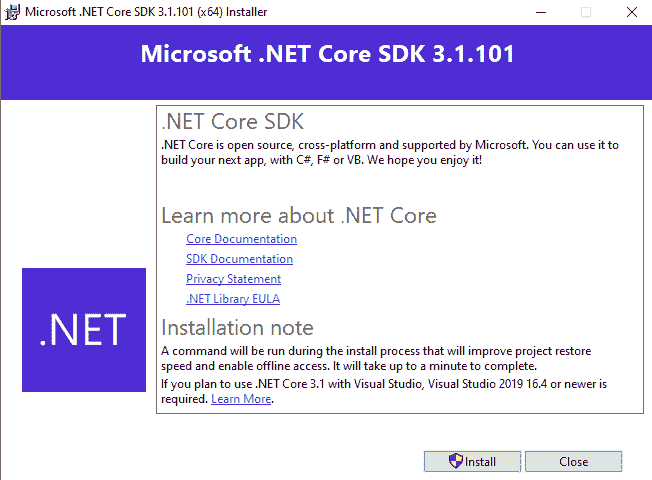 Microsoft .NET Core SDK 3.1.101 (x64) Installer
Microsoft .NET Core SDK 3.1.101
.NET Core SDK
.NET Core is open source, cross-platform and supported by Microsoft. You can use it to
build your next app, with C#, F# or VB. We hope you enjoy it!
Learn more about .NET Core
Core Documentation
SDK Documentation
Privacy Statement
.NET Library EULA
.NET
Installation note
A command will be run during the install process that will improve project restore
speed and enable offline access. It will take up to a minute to complete.
If you plan to use .NET Core 3.1 with Visual Studio, Visual Studio 2019 16.4 or newer is
required. Learn More.
Install
Close